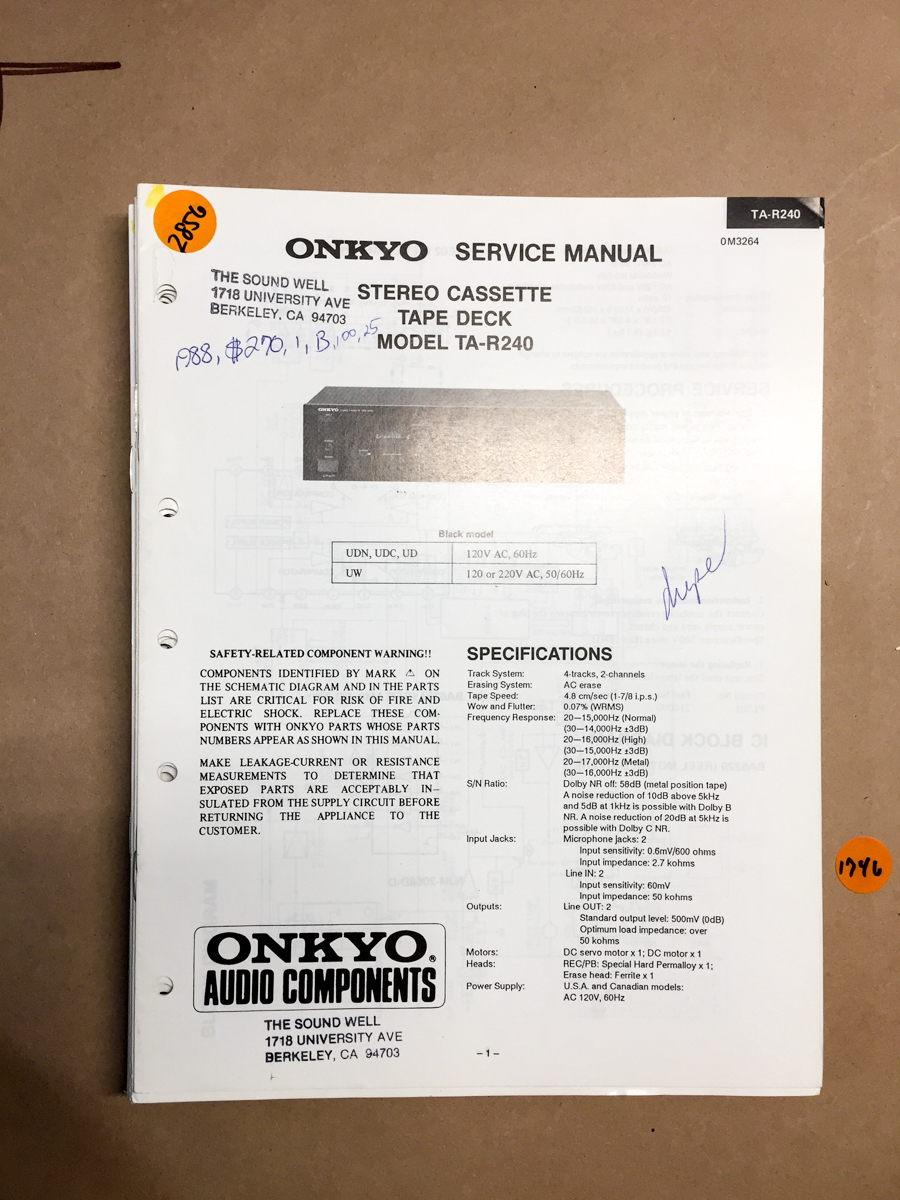 2856
TA-R240
0M3264
ONKYO SERVICE MANUAL
THE SOUND WELL
1718 UNIVERSITY AVE
BERKELEY, CA 94703
1988, $270, 1, B, 100, 25
STEREO CASSETTE
TAPE DECK
MODEL TA-R240
ONKYO
Black model
UDN, UDC, UD 120V AC, 60Hz
UW 120 or 220V AC, 50/60Hz
dupe
SAFETY-RELATED COMPONENT WARNING!!
COMPONENTS IDENTIFIED BY MARK ⚠ ON
THE SCHEMATIC DIAGRAM AND IN THE PARTS
LIST ARE CRITICAL FOR RISK OF FIRE AND
ELECTRIC SHOCK. REPLACE THESE COM-
PONENTS WITH ONKYO PARTS WHOSE PARTS
NUMBERS APPEAR AS SHOWN IN THIS MANUAL.
MAKE LEAKAGE-CURRENT OR RESISTANCE
MEASUREMENTS TO DETERMINE THAT
EXPOSED PARTS ARE ACCEPTABLY IN-
SULATED FROM THE SUPPLY CIRCUIT BEFORE
RETURNING THE APPLIANCE TO THE
CUSTOMER.
SPECIFICATIONS
Track System: 4-tracks, 2-channels
Erasing System: AC erase
Tape Speed: 4.8 cm/sec (1-7/8 i.p.s.)
Wow and Flutter: 0.07% (WRMS)
Frequency Response: 20—15,000Hz (Normal)
(30—14,000Hz ±3dB)
20—16,000Hz (High)
(30—15,000Hz ±3dB)
20—17,000Hz (Metal)
(30—16,000Hz ±3dB)
S/N Ratio: Dolby NR off: 58dB (metal position tape)
A noise reduction of 10dB above 5kHz
and 5dB at 1kHz is possible with Dolby B
NR. A noise reduction of 20dB at 5kHz is
possible with Dolby C NR.
Input Jacks: Microphone jacks: 2
Input sensitivity: 0.6mV/600 ohms
Input impedance: 2.7 kohms
Line IN: 2
Input sensitivity: 60mV
Input impedance: 50 kohms
Outputs: Line OUT: 2
Standard output level: 500mV (0dB)
Optimum load impedance: over
50 kohms
Motors: DC servo motor x 1; DC motor x 1
Heads: REC/PB: Special Hard Permalloy x 1;
Erase head: Ferrite x 1
Power Supply: U.S.A. and Canadian models:
AC 120V, 60Hz
1746
ONKYO®
AUDIO COMPONENTS
THE SOUND WELL
1718 UNIVERSITY AVE
BERKELEY, CA 94703
–1–